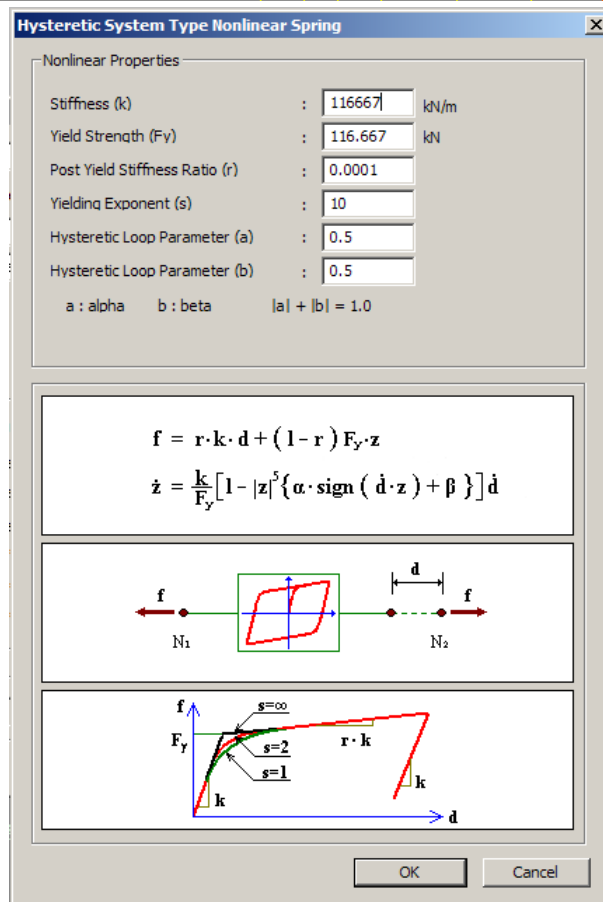 Hysteretic System Type Nonlinear Spring
Nonlinear Properties
Stiffness (k) : 116667 kN/m
Yield Strength (Fy) : 116.667 kN
Post Yield Stiffness Ratio (r) : 0.0001
Yielding Exponent (s) : 10
Hysteretic Loop Parameter (a) : 0.5
Hysteretic Loop Parameter (b) : 0.5
a : alpha b : beta |a| + |b| = 1.0
f = r·k·d + ( l - r ) Fy·z
ż = k/Fy [ l - |z|⁵ { α·sign ( ḋ·z ) + β } ] ḋ
d
f f
N₁ N₂
f s=∞
Fy s=2 r·k
s=1
k k
d
OK Cancel